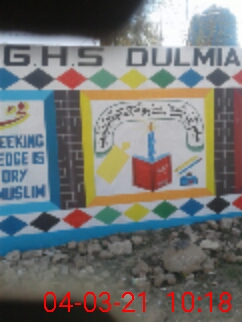 G.H.S DULMIA
EEKING
EDGE IS
ORY
MUSLIM
04-03-21 10:18